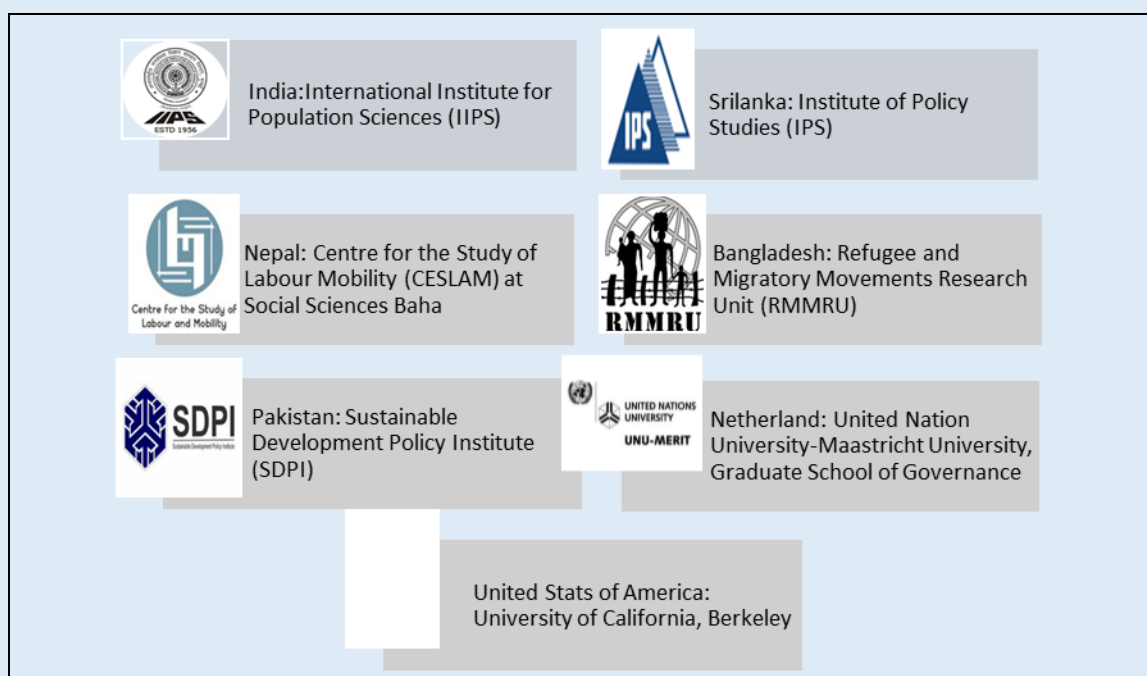 IIPS
ESTD 1956
India:International Institute for
Population Sciences (IIPS)
IPS
Srilanka: Institute of Policy
Studies (IPS)
Centre for the Study of
Labour and Mobility
Nepal: Centre for the Study of
Labour Mobility (CESLAM) at
Social Sciences Baha
RMMRU
Bangladesh: Refugee and
Migratory Movements Research
Unit (RMMRU)
SDPI
Sustainable Development Policy Institute
Pakistan: Sustainable
Development Policy Institute
(SDPI)
UNITED NATIONS
UNIVERSITY
UNU-MERIT
Netherland: United Nation
University-Maastricht University,
Graduate School of Governance
United Stats of America:
University of California, Berkeley